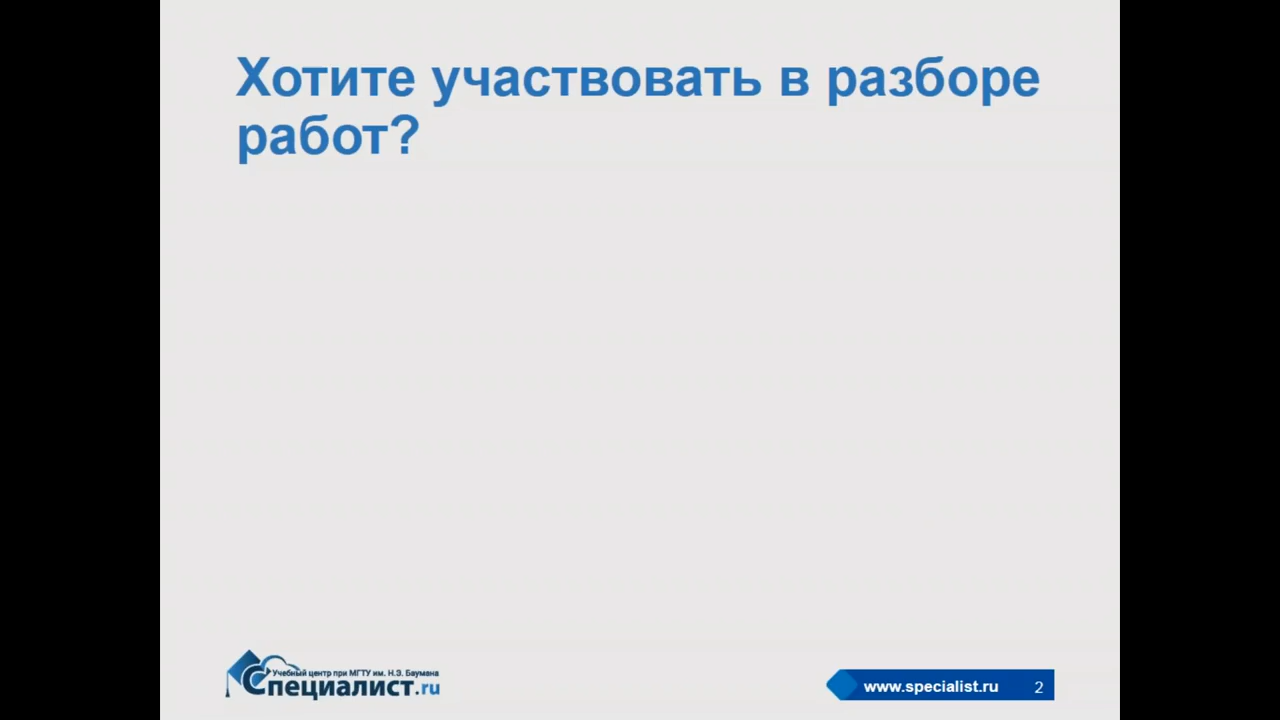 Хотите участвовать в разборе
работ?
Учебный центр при МГТУ им. Н.Э. Баумана
Специалист.ru
www.specialist.ru 2